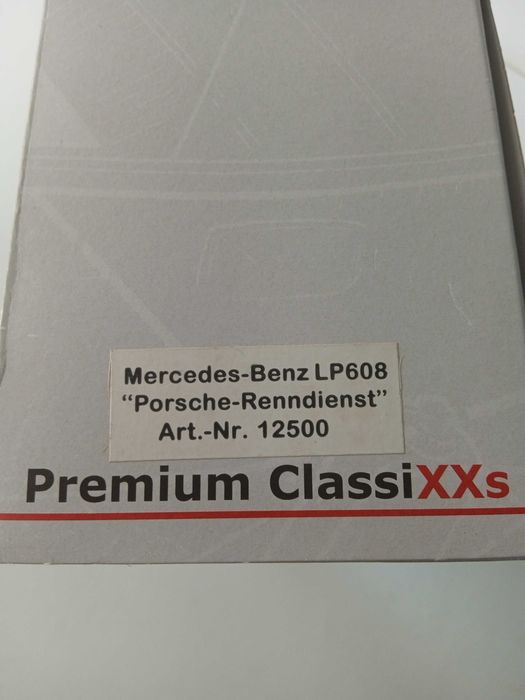 Mercedes-Benz LP608
“Porsche-Renndienst”
Art.-Nr. 12500
Premium ClassiXXs